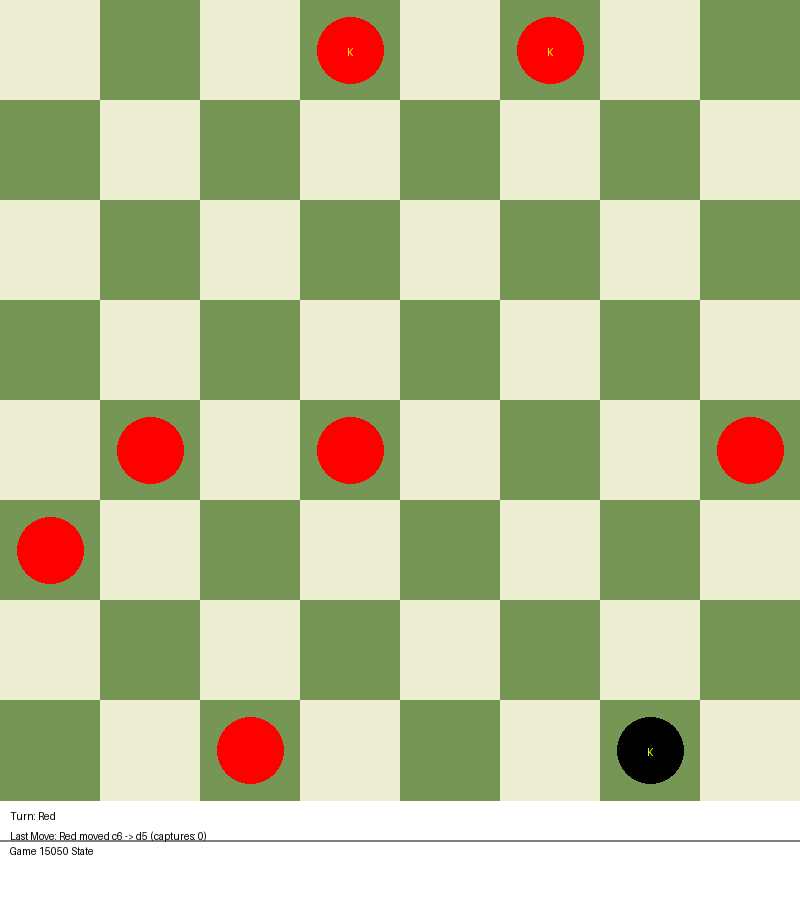 K K
K
Turn: Red
Last Move: Red moved c6 -> d5 (captures: 0)
Game 15050 State